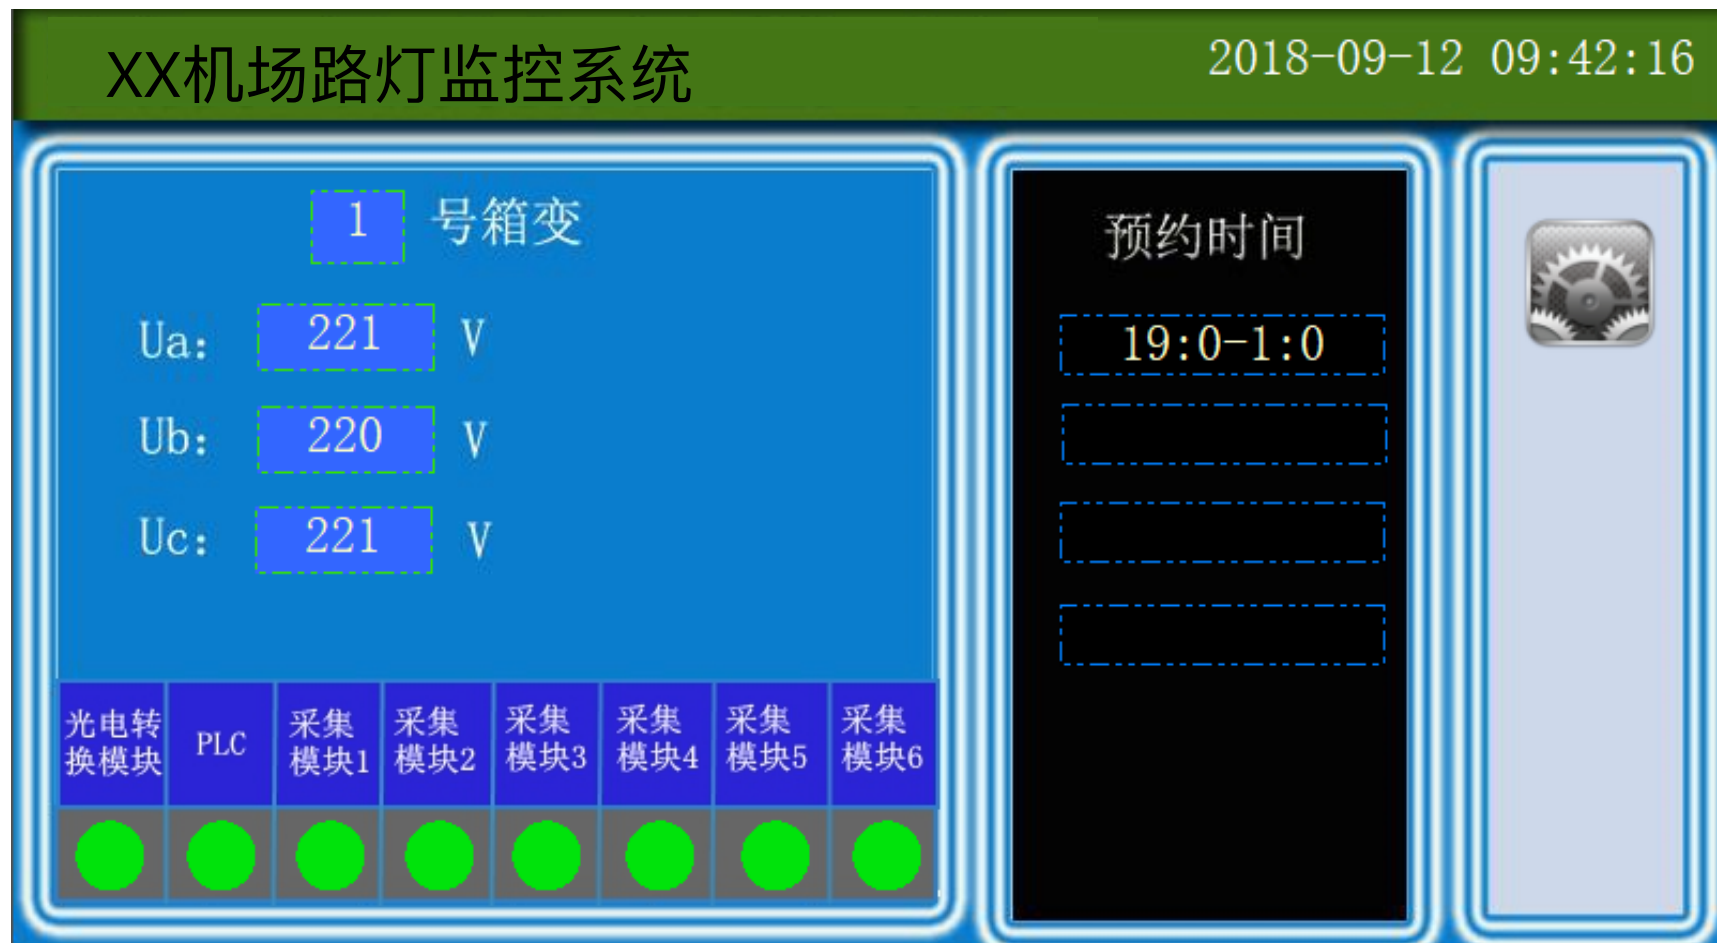 XX机场路灯监控系统
2018-09-12 09:42:16
1 号箱变
Ua: 221 V
Ub: 220 V
Uc: 221 V
光电转
换模块
PLC
采集
模块1
采集
模块2
采集
模块3
采集
模块4
采集
模块5
采集
模块6
预约时间
19:0-1:0